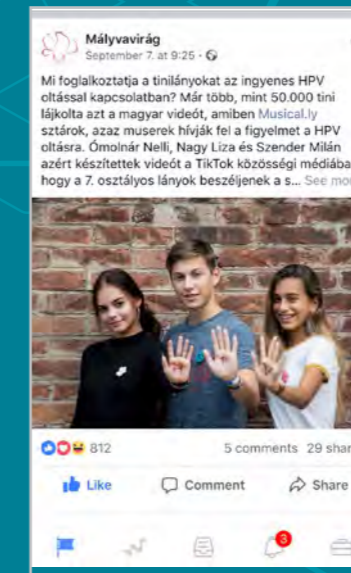 Mályvavirág
September 7. at 9:25 ·
Mi foglalkoztatja a tinilányokat az ingyenes HPV
oltással kapcsolatban? Már több, mint 50.000 tini
lájkolta azt a magyar videót, amiben Musical.ly
sztárok, azaz muserek hívják fel a figyelmet a HPV
oltásra. Ómolnár Nelli, Nagy Liza és Szender Milán
azért készítettek videót a TikTok közösségi médiába
hogy a 7. osztályos lányok beszéljenek a s... See mor
812
5 comments 29 shar
Like
Comment
Share
3